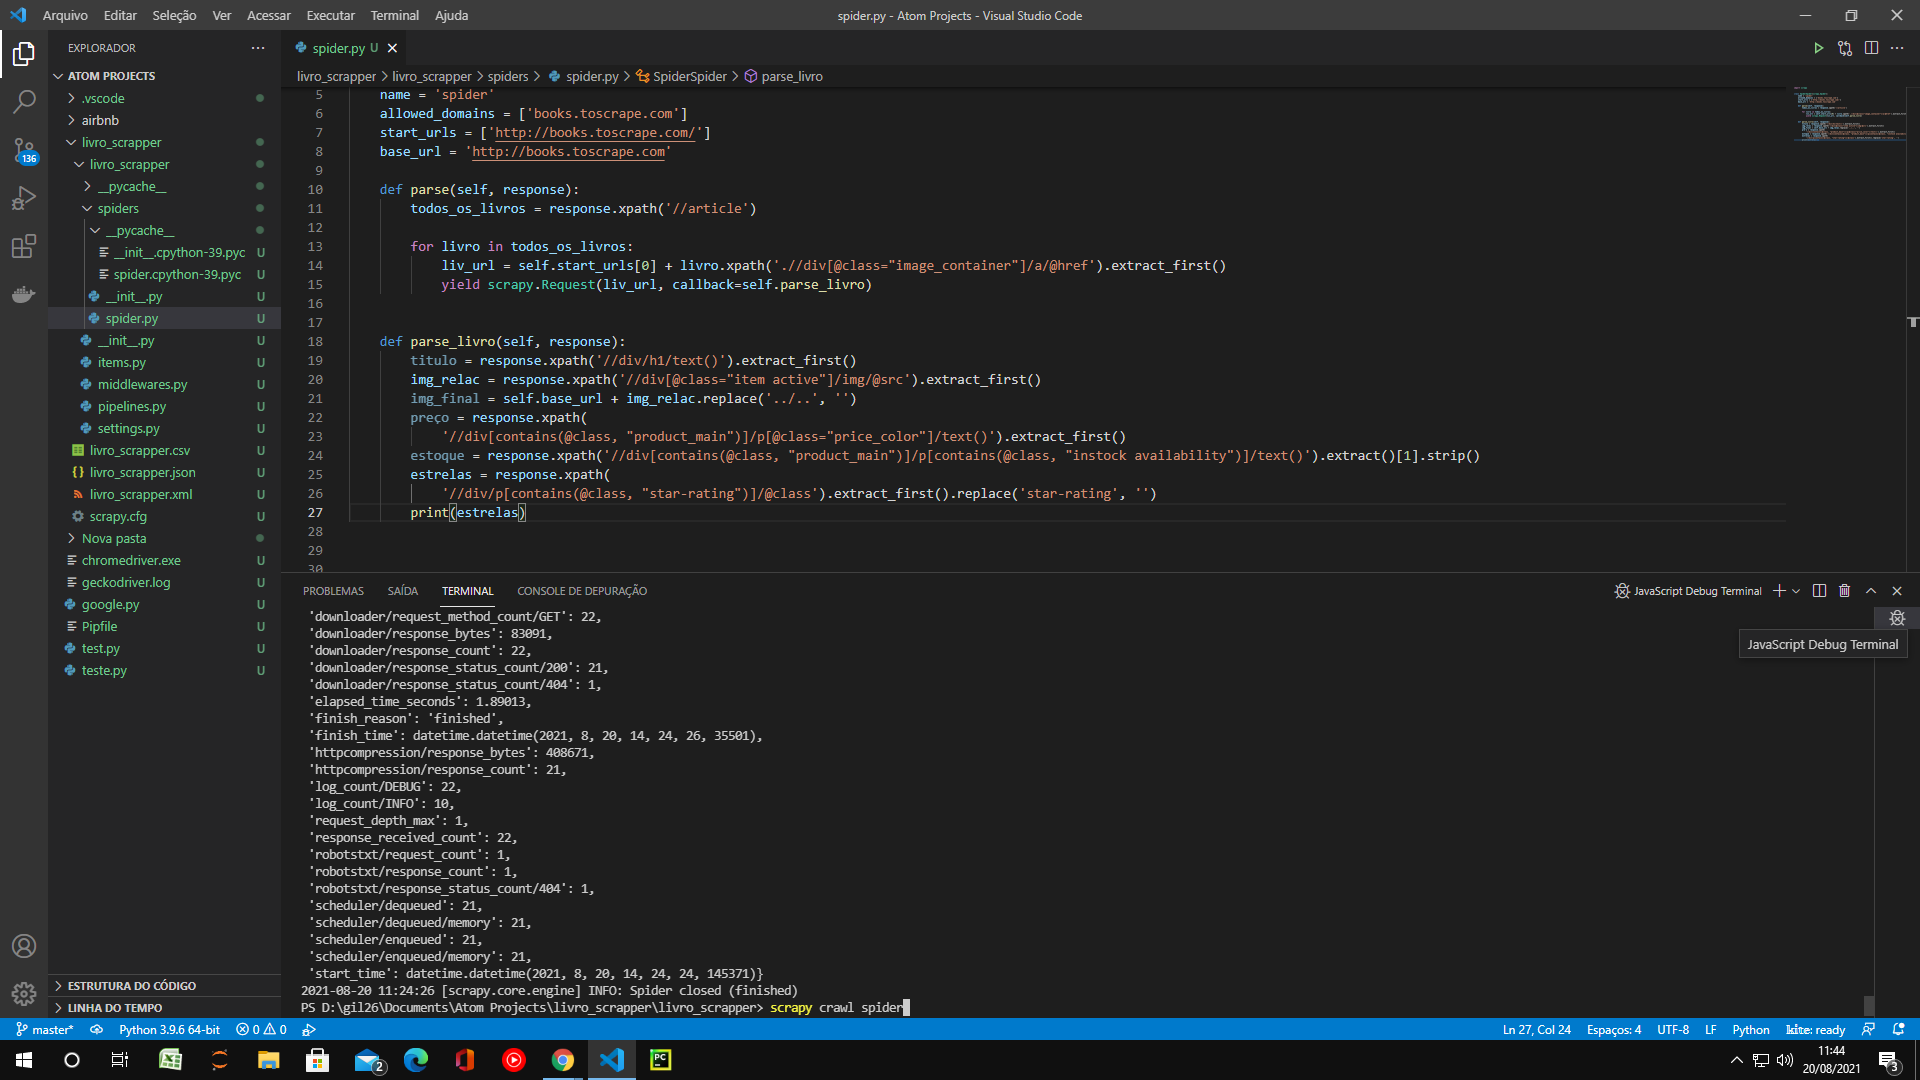 Arquivo Editar Seleção Ver Acessar Executar Terminal Ajuda
spider.py - Atom Projects - Visual Studio Code
EXPLORADOR
ATOM PROJECTS
.vscode
airbnb
livro_scrapper
livro_scrapper
__pycache__
spiders
__pycache__
__init__.cpython-39.pyc U
spider.cpython-39.pyc U
__init__.py U
spider.py U
__init__.py U
items.py U
middlewares.py U
pipelines.py U
settings.py U
livro_scrapper.csv U
livro_scrapper.json U
livro_scrapper.xml U
scrapy.cfg U
Nova pasta
chromedriver.exe U
geckodriver.log U
google.py U
Pipfile U
test.py U
teste.py U
ESTRUTURA DO CÓDIGO
LINHA DO TEMPO
136
spider.py U
livro_scrapper > livro_scrapper > spiders > spider.py > SpiderSpider > parse_livro
5 name = 'spider'
6 allowed_domains = ['books.toscrape.com']
7 start_urls = ['http://books.toscrape.com/']
8 base_url = 'http://books.toscrape.com'
9
10 def parse(self, response):
11 todos_os_livros = response.xpath('//article')
12
13 for livro in todos_os_livros:
14 liv_url = self.start_urls[0] + livro.xpath('.//div[@class="image_container"]/a/@href').extract_first()
15 yield scrapy.Request(liv_url, callback=self.parse_livro)
16
17
18 def parse_livro(self, response):
19 titulo = response.xpath('//div/h1/text()').extract_first()
20 img_relac = response.xpath('//div[@class="item active"]/img/@src').extract_first()
21 img_final = self.base_url + img_relac.replace('../..', '')
22 preço = response.xpath(
23 '//div[contains(@class, "product_main")]/p[@class="price_color"]/text()').extract_first()
24 estoque = response.xpath('//div[contains(@class, "product_main")]/p[contains(@class, "instock availability")]/text()').extract()[1].strip()
25 estrelas = response.xpath(
26 '//div/p[contains(@class, "star-rating")]/@class').extract_first().replace('star-rating', '')
27 print(estrelas)
28
29
30
PROBLEMAS SAÍDA TERMINAL CONSOLE DE DEPURAÇÃO
JavaScript Debug Terminal
JavaScript Debug Terminal
'downloader/request_method_count/GET': 22,
'downloader/response_bytes': 83091,
'downloader/response_count': 22,
'downloader/response_status_count/200': 21,
'downloader/response_status_count/404': 1,
'elapsed_time_seconds': 1.89013,
'finish_reason': 'finished',
'finish_time': datetime.datetime(2021, 8, 20, 14, 24, 26, 35501),
'httpcompression/response_bytes': 408671,
'httpcompression/response_count': 21,
'log_count/DEBUG': 22,
'log_count/INFO': 10,
'request_depth_max': 1,
'response_received_count': 22,
'robotstxt/request_count': 1,
'robotstxt/response_count': 1,
'robotstxt/response_status_count/404': 1,
'scheduler/dequeued': 21,
'scheduler/dequeued/memory': 21,
'scheduler/enqueued': 21,
'scheduler/enqueued/memory': 21,
'start_time': datetime.datetime(2021, 8, 20, 14, 24, 24, 145371)}
2021-08-20 11:24:26 [scrapy.core.engine] INFO: Spider closed (finished)
PS D:\gil26\Documents\Atom Projects\livro_scrapper\livro_scrapper> scrapy crawl spider
master* Python 3.9.6 64-bit 0 0 Ln 27, Col 24 Espaços: 4 UTF-8 LF Python kite: ready
2
PC
11:44
20/08/2021
3